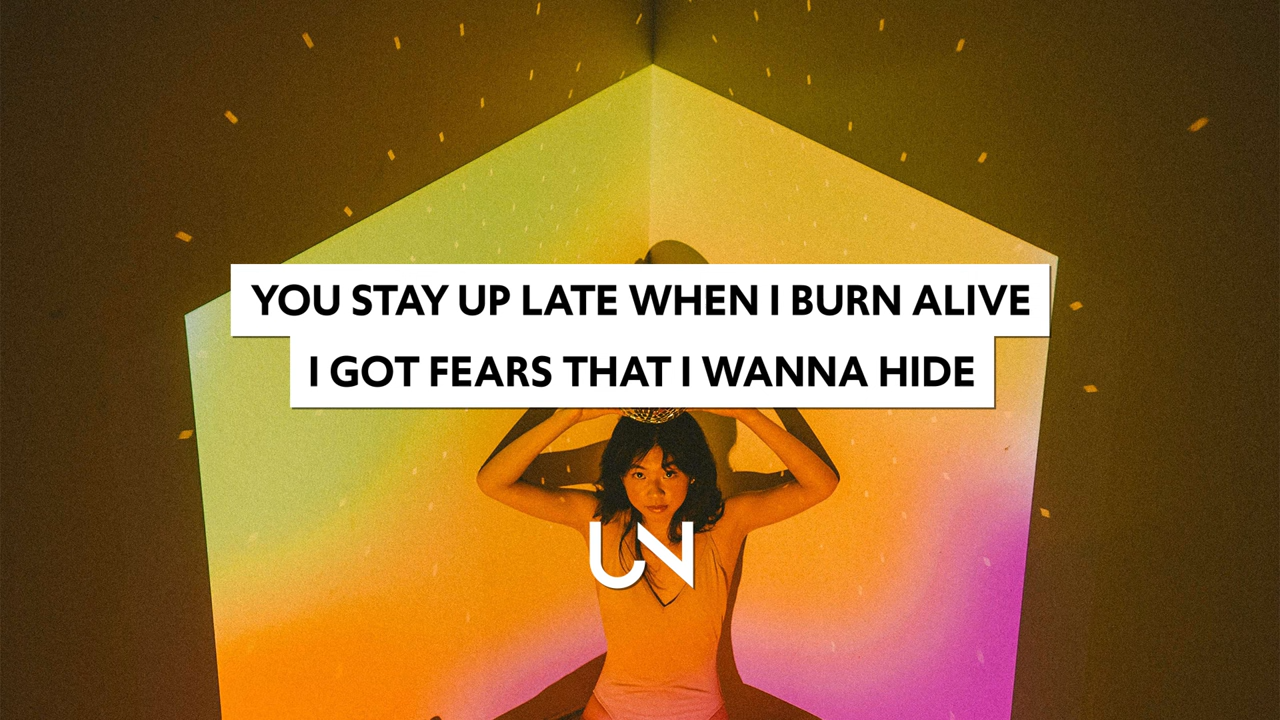 YOU STAY UP LATE WHEN I BURN ALIVE
I GOT FEARS THAT I WANNA HIDE
UN